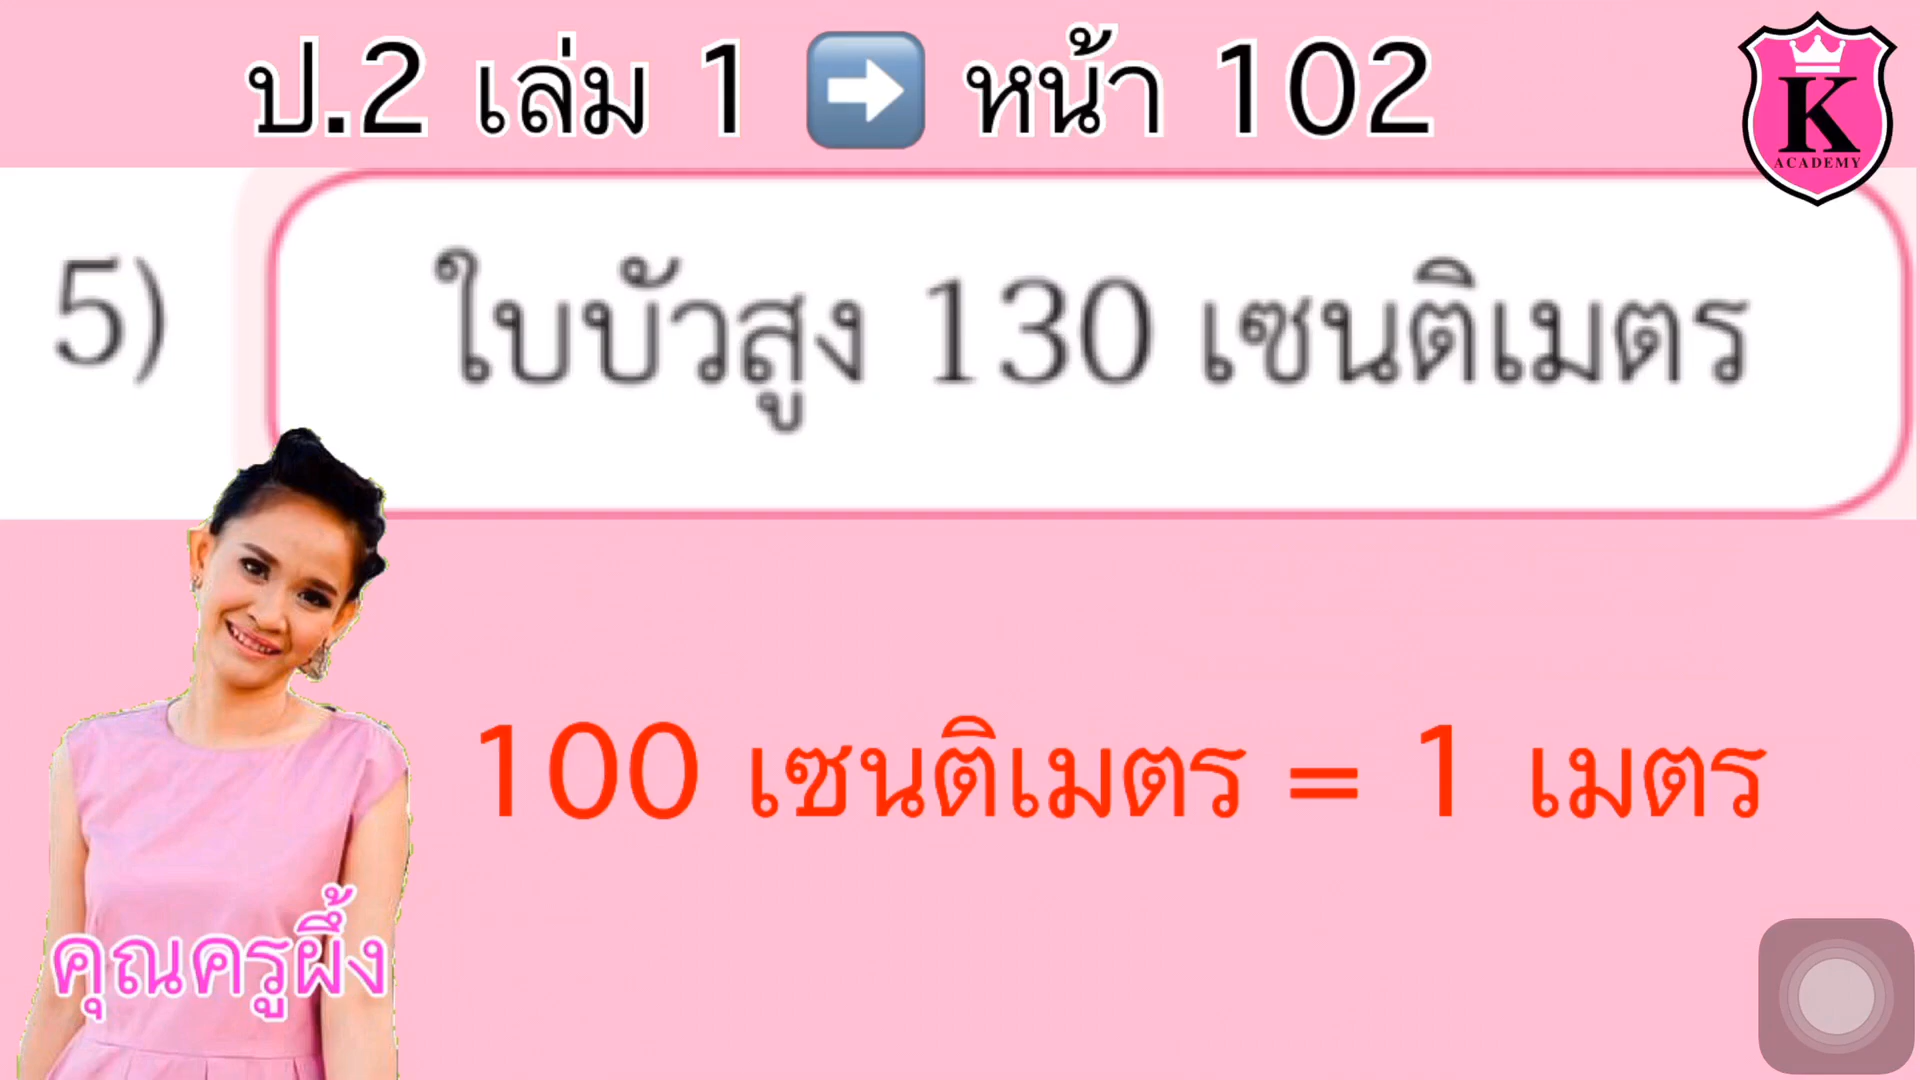 ป.2 เล่ม 1 ➡ หน้า 102
K
ACADEMY
5) ใบบัวสูง 130 เซนติเมตร
100 เซนติเมตร = 1 เมตร
คุณครูผึ้ง